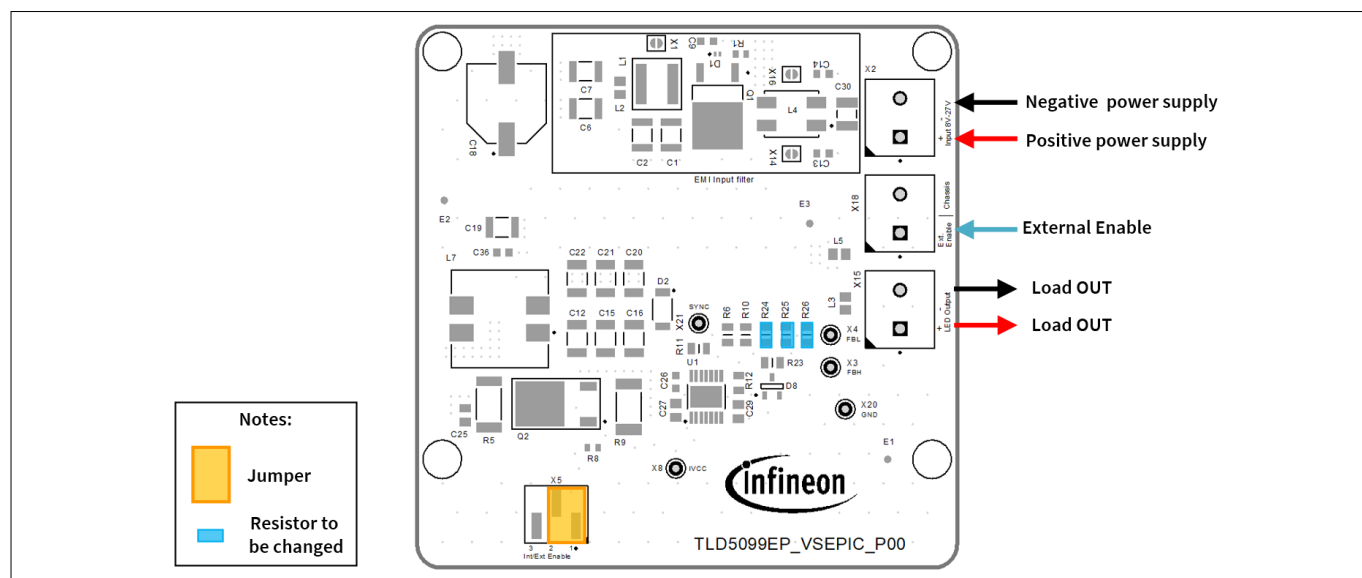 X1
C9
R1
D1
L1
C7
L2
C6
C2
C1
Q1
X16
C14
L4
C30
X14
C13
EMI Input filter
C18
X2
- Input 8V-27V +
Negative power supply
Positive power supply
E2
E3
C19
C36
L7
X18
Ext. Enable | Chassis
External Enable
L5
C22
C21
C20
D2
X15
- LED Output +
Load OUT
Load OUT
L3
SYNC
X21
R6
R10
R24
R25
R26
X4
FBL
C12
C15
C16
R11
U1
R23
X3
FBH
C26
R12
D8
C27
C29
X20
GND
C25
R5
Q2
R9
R8
E1
X8
IVCC
infineon
X5
3 2 1
Int/Ext Enable
TLD5099EP_VSEPIC_P00
Notes:
Jumper
Resistor to
be changed